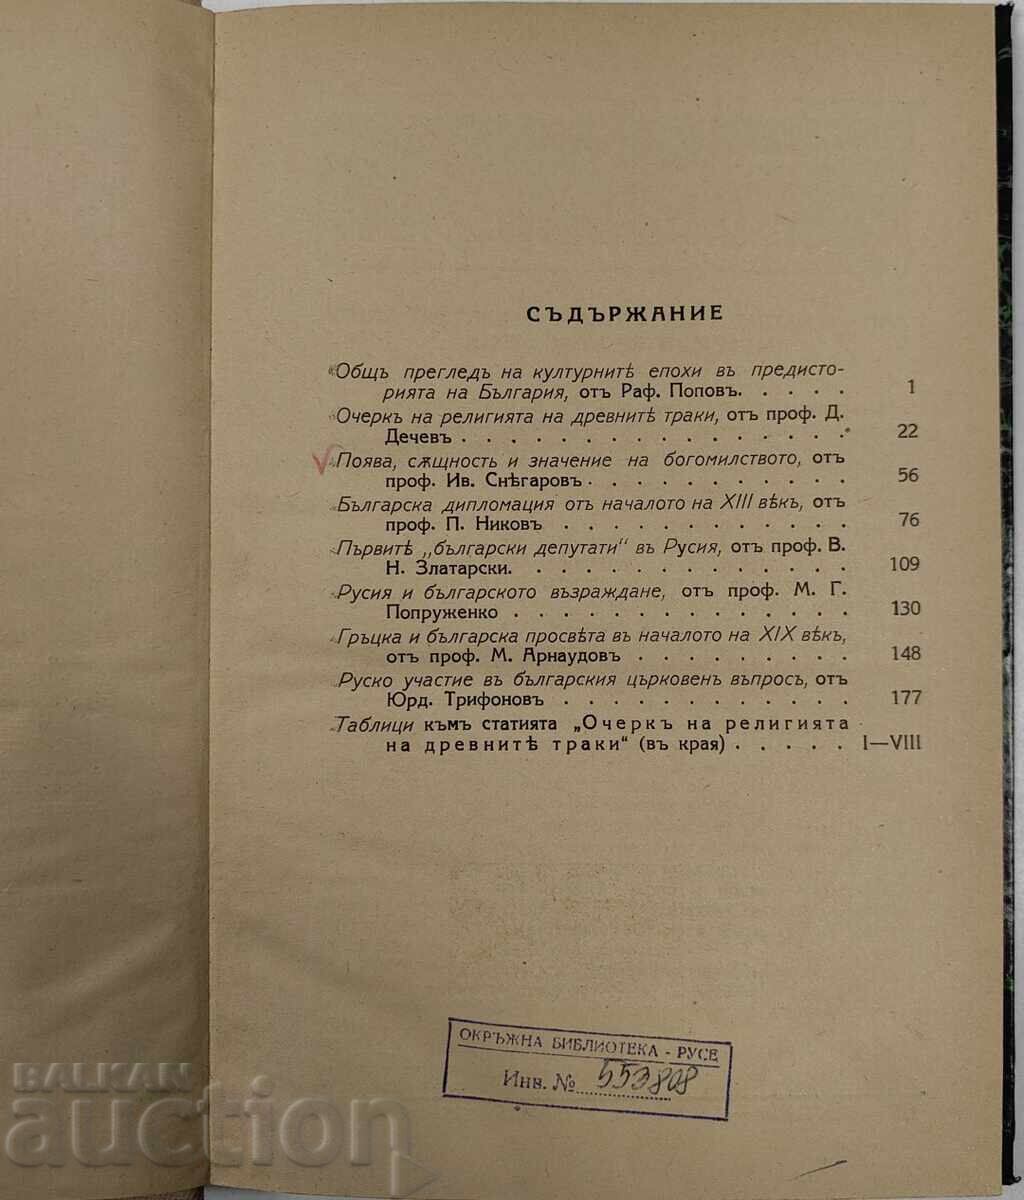 СЪДЪРЖАНИЕ
Общъ прегледъ на културнитѣ епохи въ предисто-
рията на България, отъ Раф. Поповъ. . . . . 1
Очеркъ на религията на древнитѣ траки, отъ проф. Д.
Дечевъ . . . . . . . . . . . . . . . . 22
Поява, сѫщность и значение на богомилството, отъ
проф. Ив. Снѣгаровъ . . . . . . . . . . . 56
Българска дипломация отъ началото на XIII вѣкъ, отъ
проф. П. Никовъ . . . . . . . . . . . . 76
Първитѣ „български депутати“ въ Русия, отъ проф. В.
Н. Златарски. . . . . . . . . . . . . . 109
Русия и българското възраждане, отъ проф. М. Г.
Попруженко . . . . . . . . . . . . . . 130
Гръцка и българска просвѣта въ началото на XIX вѣкъ,
отъ проф. М. Арнаудовъ . . . . . . . . . 148
Руско участие въ българския църковенъ въпросъ, отъ
Юрд. Трифоновъ . . . . . . . . . . . . 177
Таблици къмъ статията „Очеркъ на религията
на древнитѣ траки“ (въ края) . . . . . I—VIII
ОКРЪЖНА БИБЛИОТЕКА - РУСЕ
Инв. № 553808
BALKAN
auction